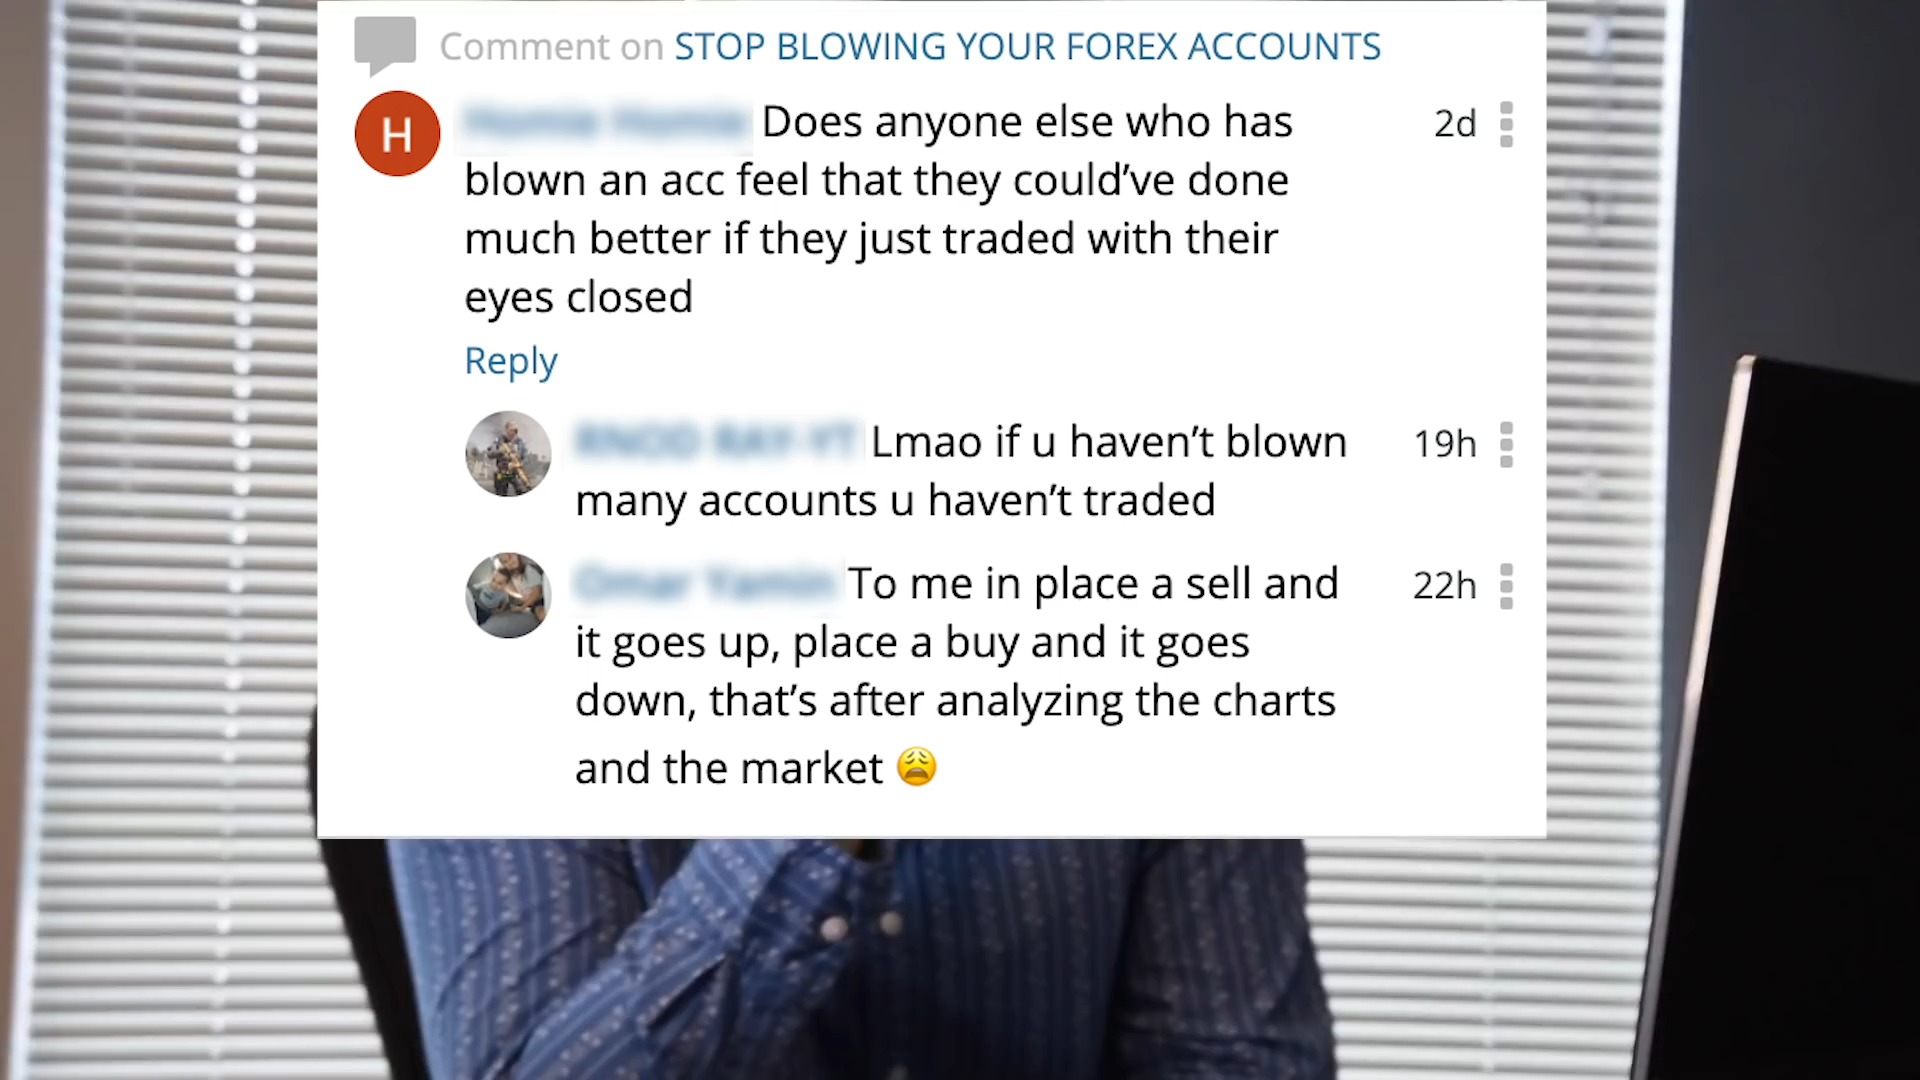 Comment on STOP BLOWING YOUR FOREX ACCOUNTS
H
Does anyone else who has 2d
blown an acc feel that they could’ve done
much better if they just traded with their
eyes closed
Reply
Lmao if u haven’t blown 19h
many accounts u haven’t traded
To me in place a sell and 22h
it goes up, place a buy and it goes
down, that’s after analyzing the charts
and the market 😩